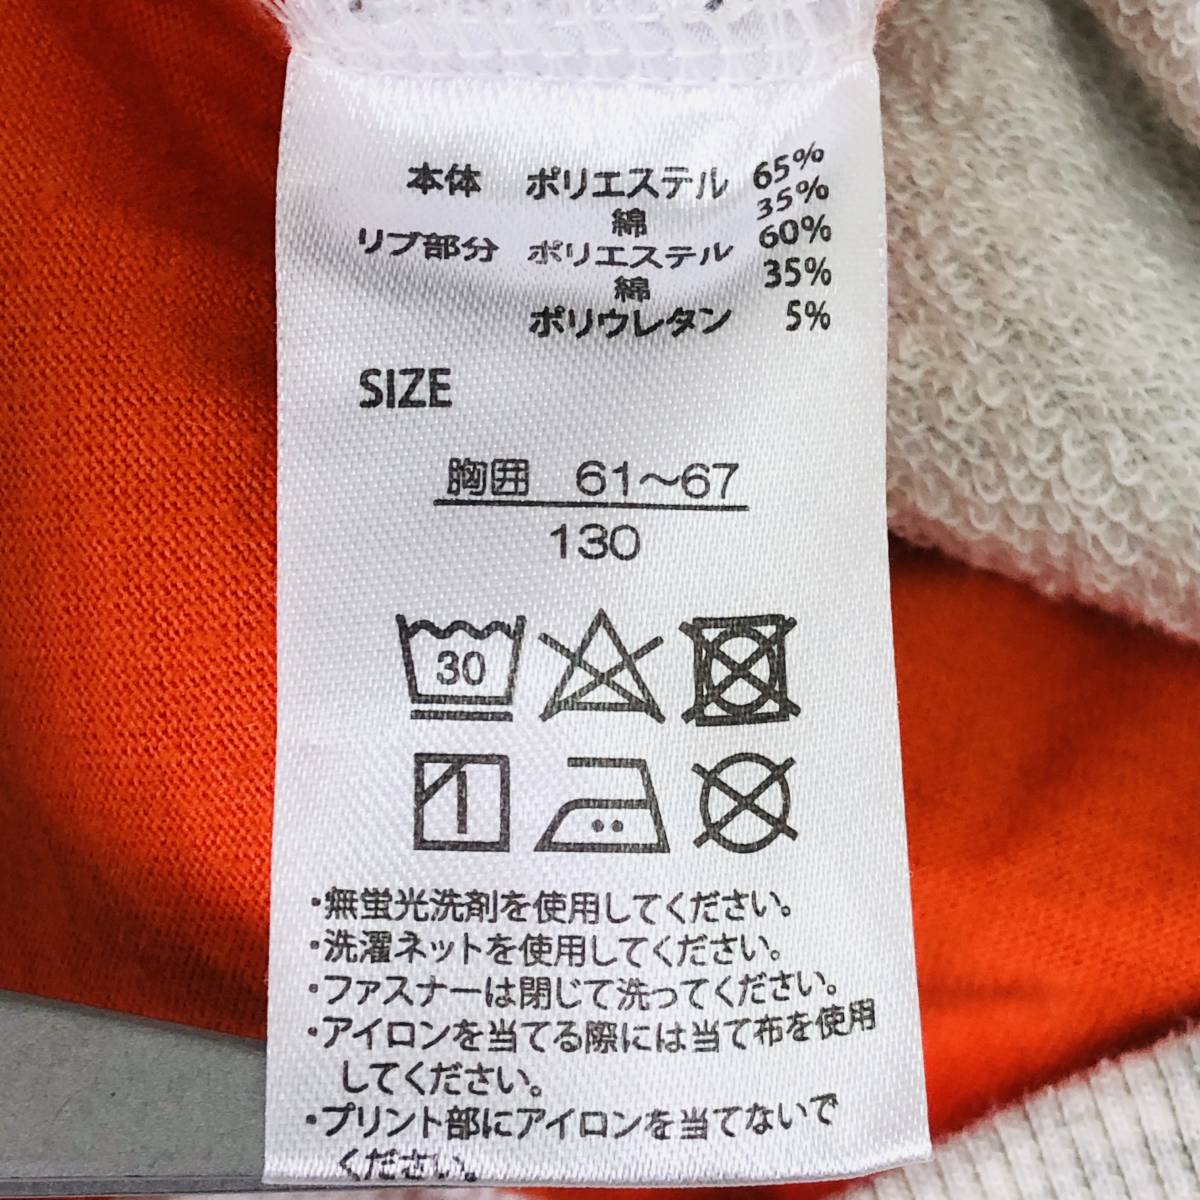 本体 ポリエステル 65%
綿 35%
リブ部分 ポリエステル 60%
綿 35%
ポリウレタン 5%
SIZE
胸囲 61～67
130
30
・無蛍光洗剤を使用してください。
・洗濯ネットを使用してください。
・ファスナーは閉じて洗ってください。
・アイロンを当てる際には当て布を使用
してください。
・プリント部にアイロンを当てないで
ください。